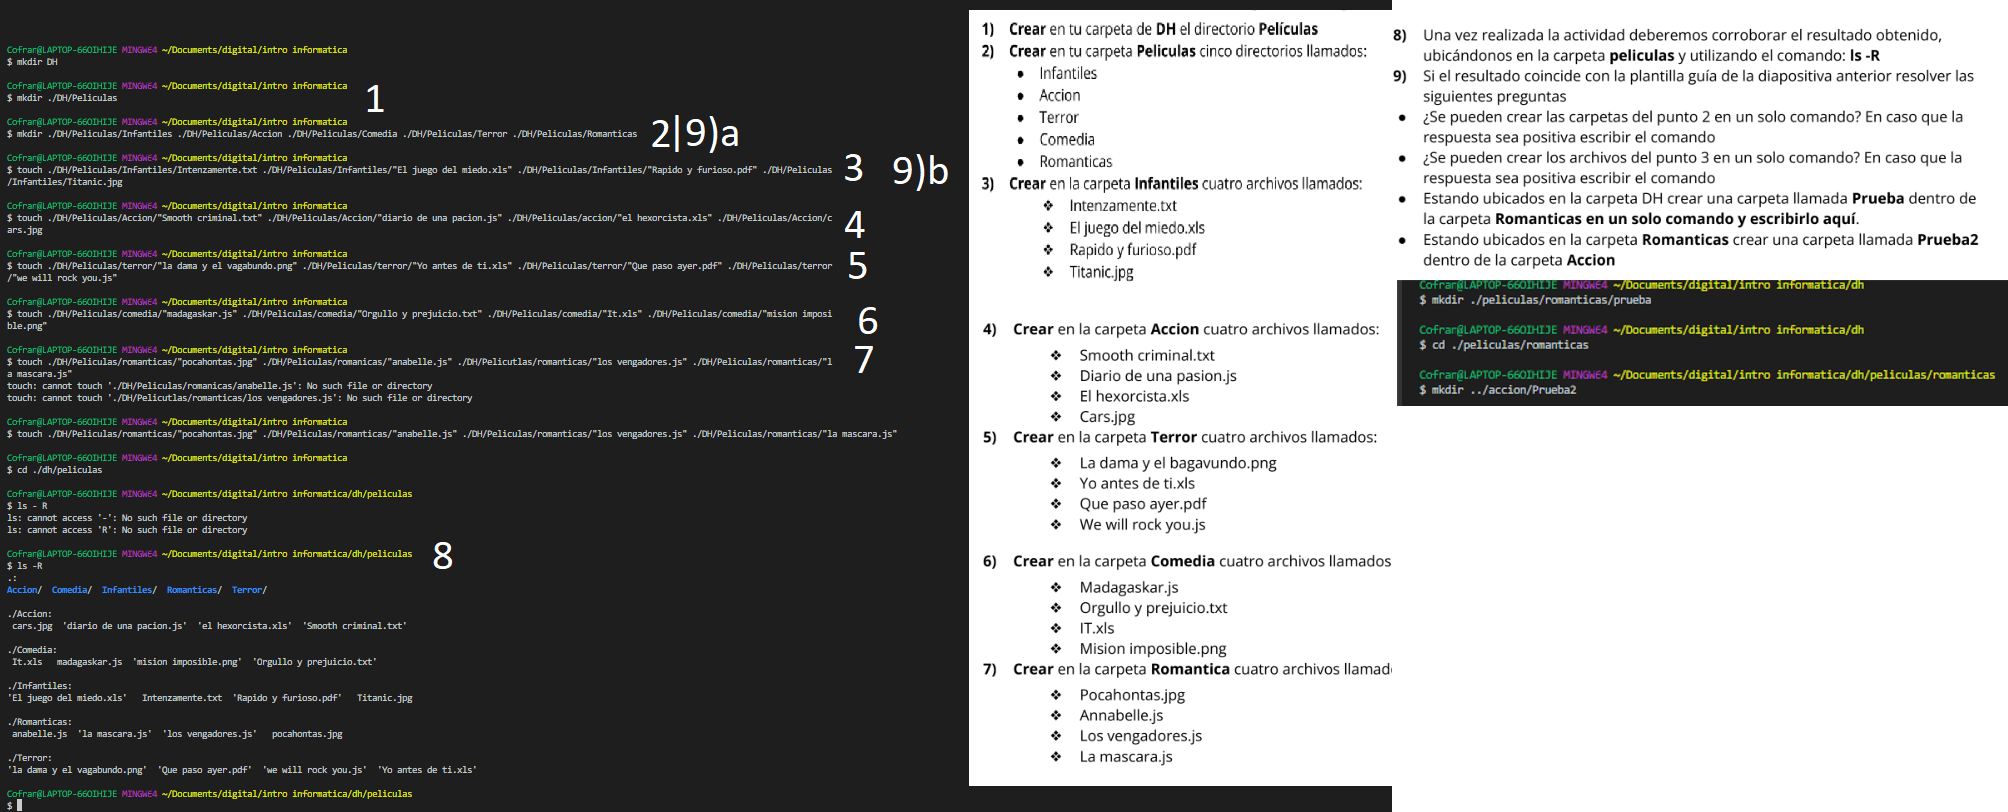 Cofran@LAPTOP-66OIHIJE MINGW64 ~/Documents/digital/intro informatica
$ mkdir DH
Cofran@LAPTOP-66OIHIJE MINGW64 ~/Documents/digital/intro informatica
$ mkdir ./DH/Peliculas
1
Cofran@LAPTOP-66OIHIJE MINGW64 ~/Documents/digital/intro informatica
$ mkdir ./DH/Peliculas/Infantiles ./DH/Peliculas/Accion ./DH/Peliculas/Comedia ./DH/Peliculas/Terror ./DH/Peliculas/Romanticas
2|9)a
Cofran@LAPTOP-66OIHIJE MINGW64 ~/Documents/digital/intro informatica
$ touch ./DH/Peliculas/Infantiles/Intenzamente.txt ./DH/Peliculas/Infantiles/"El juego del miedo.xls" ./DH/Peliculas/Infantiles/"Rapido y furioso.pdf" ./DH/Peliculas
/Infantiles/Titanic.jpg
3 9)b
Cofran@LAPTOP-66OIHIJE MINGW64 ~/Documents/digital/intro informatica
$ touch ./DH/Peliculas/Accion/"Smooth criminal.txt" ./DH/Peliculas/Accion/"diario de una pacion.js" ./DH/Peliculas/accion/"el hexorcista.xls" ./DH/Peliculas/Accion/c
ars.jpg
4
Cofran@LAPTOP-66OIHIJE MINGW64 ~/Documents/digital/intro informatica
$ touch ./DH/Peliculas/terror/"la dama y el vagabundo.png" ./DH/Peliculas/terror/"Yo antes de ti.xls" ./DH/Peliculas/terror/"Que paso ayer.pdf" ./DH/Peliculas/terror
/"we will rock you.js"
5
Cofran@LAPTOP-66OIHIJE MINGW64 ~/Documents/digital/intro informatica
$ touch ./DH/Peliculas/comedia/"madagaskar.js" ./DH/Peliculas/comedia/"Orgullo y prejuicio.txt" ./DH/Peliculas/comedia/"It.xls" ./DH/Peliculas/comedia/"mision imposi
ble.png"
6
Cofran@LAPTOP-66OIHIJE MINGW64 ~/Documents/digital/intro informatica
$ touch ./DH/Peliculas/romanticas/"pocahontas.jpg" ./DH/Peliculas/romanicas/"anabelle.js" ./DH/Pelicutlas/romanticas/"los vengadores.js" ./DH/Peliculas/romanticas/"l
a mascara.js"
7
touch: cannot touch './DH/Peliculas/romanicas/anabelle.js': No such file or directory
touch: cannot touch './DH/Pelicutlas/romanticas/los vengadores.js': No such file or directory
Cofran@LAPTOP-66OIHIJE MINGW64 ~/Documents/digital/intro informatica
$ touch ./DH/Peliculas/romanticas/"pocahontas.jpg" ./DH/Peliculas/romanticas/"anabelle.js" ./DH/Peliculas/romanticas/"los vengadores.js" ./DH/Peliculas/romanticas/"la mascara.js"
Cofran@LAPTOP-66OIHIJE MINGW64 ~/Documents/digital/intro informatica
$ cd ./dh/peliculas
Cofran@LAPTOP-66OIHIJE MINGW64 ~/Documents/digital/intro informatica/dh/peliculas
$ ls - R
ls: cannot access '-': No such file or directory
ls: cannot access 'R': No such file or directory
Cofran@LAPTOP-66OIHIJE MINGW64 ~/Documents/digital/intro informatica/dh/peliculas
$ ls -R
8
.:
Accion/ Comedia/ Infantiles/ Romanticas/ Terror/
./Accion:
cars.jpg 'diario de una pacion.js' 'el hexorcista.xls' 'Smooth criminal.txt'
./Comedia:
It.xls madagaskar.js 'mision imposible.png' 'Orgullo y prejuicio.txt'
./Infantiles:
'El juego del miedo.xls' Intenzamente.txt 'Rapido y furioso.pdf' Titanic.jpg
./Romanticas:
anabelle.js 'la mascara.js' 'los vengadores.js' pocahontas.jpg
./Terror:
'la dama y el vagabundo.png' 'Que paso ayer.pdf' 'we will rock you.js' 'Yo antes de ti.xls'
Cofran@LAPTOP-66OIHIJE MINGW64 ~/Documents/digital/intro informatica/dh/peliculas
$
1) Crear en tu carpeta de DH el directorio Películas
2) Crear en tu carpeta Peliculas cinco directorios llamados:
● Infantiles
● Accion
● Terror
● Comedia
● Romanticas
3) Crear en la carpeta Infantiles cuatro archivos llamados:
❖ Intenzamente.txt
❖ El juego del miedo.xls
❖ Rapido y furioso.pdf
❖ Titanic.jpg
4) Crear en la carpeta Accion cuatro archivos llamados:
❖ Smooth criminal.txt
❖ Diario de una pasion.js
❖ El hexorcista.xls
❖ Cars.jpg
5) Crear en la carpeta Terror cuatro archivos llamados:
❖ La dama y el bagavundo.png
❖ Yo antes de ti.xls
❖ Que paso ayer.pdf
❖ We will rock you.js
6) Crear en la carpeta Comedia cuatro archivos llamados
❖ Madagaskar.js
❖ Orgullo y prejuicio.txt
❖ IT.xls
❖ Mision imposible.png
7) Crear en la carpeta Romantica cuatro archivos llamad
❖ Pocahontas.jpg
❖ Annabelle.js
❖ Los vengadores.js
❖ La mascara.js
8) Una vez realizada la actividad deberemos corroborar el resultado obtenido,
ubicándonos en la carpeta peliculas y utilizando el comando: ls -R
9) Si el resultado coincide con la plantilla guía de la diapositiva anterior resolver las
siguientes preguntas
● ¿Se pueden crear las carpetas del punto 2 en un solo comando? En caso que la
respuesta sea positiva escribir el comando
● ¿Se pueden crear los archivos del punto 3 en un solo comando? En caso que la
respuesta sea positiva escribir el comando
● Estando ubicados en la carpeta DH crear una carpeta llamada Prueba dentro de
la carpeta Romanticas en un solo comando y escribirlo aquí.
● Estando ubicados en la carpeta Romanticas crear una carpeta llamada Prueba2
dentro de la carpeta Accion
Cofran@LAPTOP-66OIHIJE MINGW64 ~/Documents/digital/intro informatica/dh
$ mkdir ./peliculas/romanticas/prueba
Cofran@LAPTOP-66OIHIJE MINGW64 ~/Documents/digital/intro informatica/dh
$ cd ./peliculas/romanticas
Cofran@LAPTOP-66OIHIJE MINGW64 ~/Documents/digital/intro informatica/dh/peliculas/romanticas
$ mkdir ../accion/Prueba2